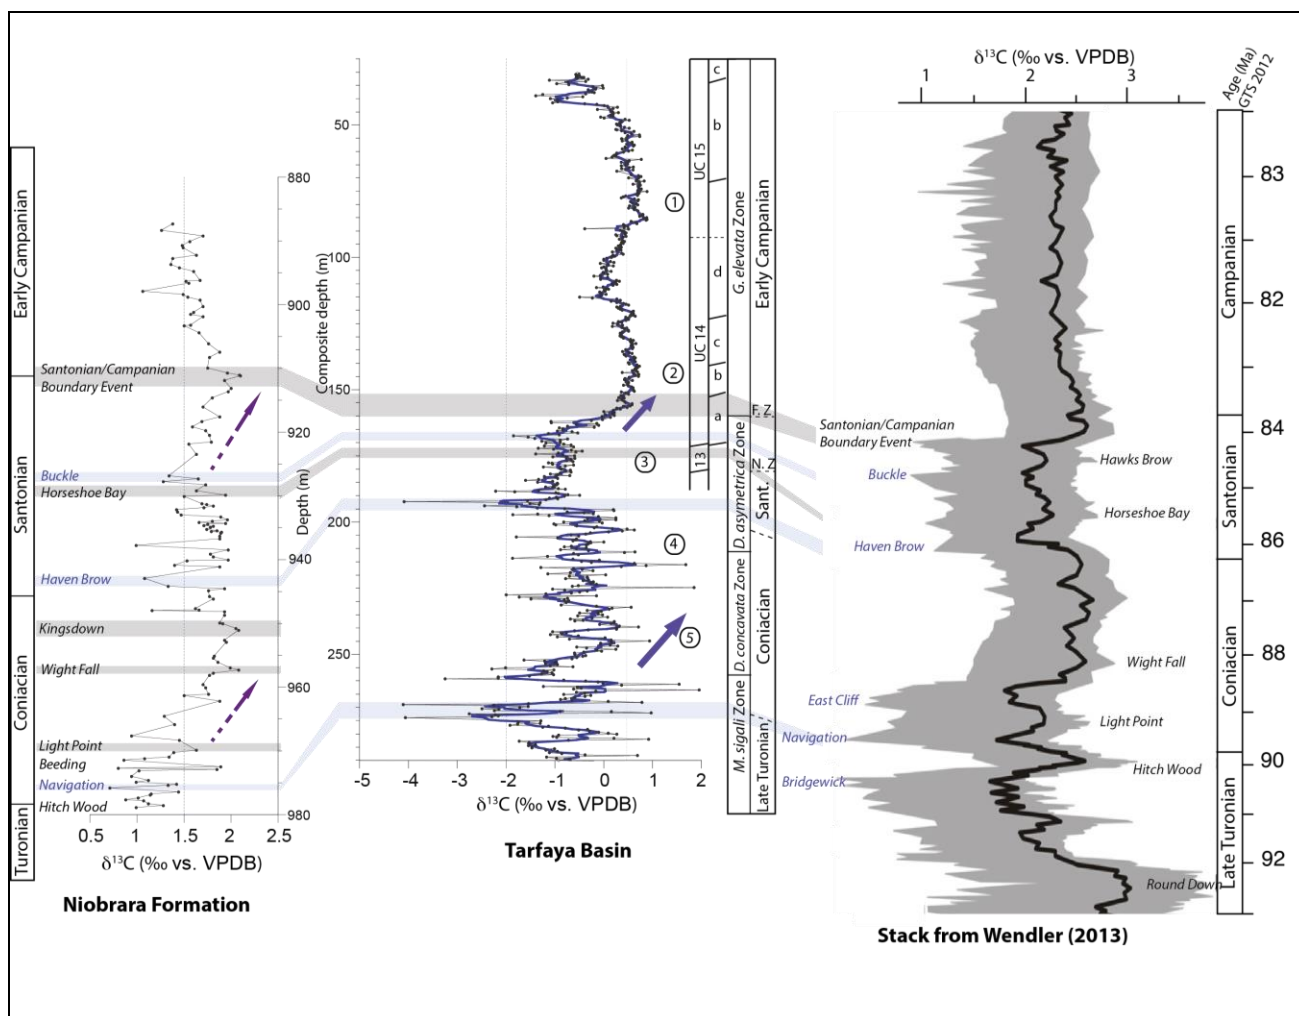 δ13C (‰ vs. VPDB)
1
2
3
Age (Ma)
GTS 2012
Early Campanian
Santonian
Coniacian
Turonian
Santonian/Campanian
Boundary Event
Buckle
Horseshoe Bay
Haven Brow
Kingsdown
Wight Fall
Light Point
Beeding
Navigation
Hitch Wood
880
900
920
940
960
980
Depth (m)
0.5
1
1.5
2
2.5
δ13C (‰ vs. VPDB)
Niobrara Formation
Composite depth (m)
50
100
150
200
250
-5
-4
-3
-2
-1
0
1
2
δ13C (‰ vs. VPDB)
Tarfaya Basin
1
2
3
4
5
UC 15
UC 14
13
c
b
d
c
b
a
G. elevata Zone
F. Z.
N. Z
D. asymetrica Zone
D. concavata Zone
M. sigali Zone
Early Campanian
Sant.
Coniacian
Late Turonian
Santonian/Campanian
Boundary Event
Buckle
Haven Brow
East Cliff
Navigation
Bridgewick
Hawks Brow
Horseshoe Bay
Wight Fall
Light Point
Hitch Wood
Round Down
Campanian
Santonian
Coniacian
Late Turonian
83
82
83
84
86
88
90
92
Stack from Wendler (2013)